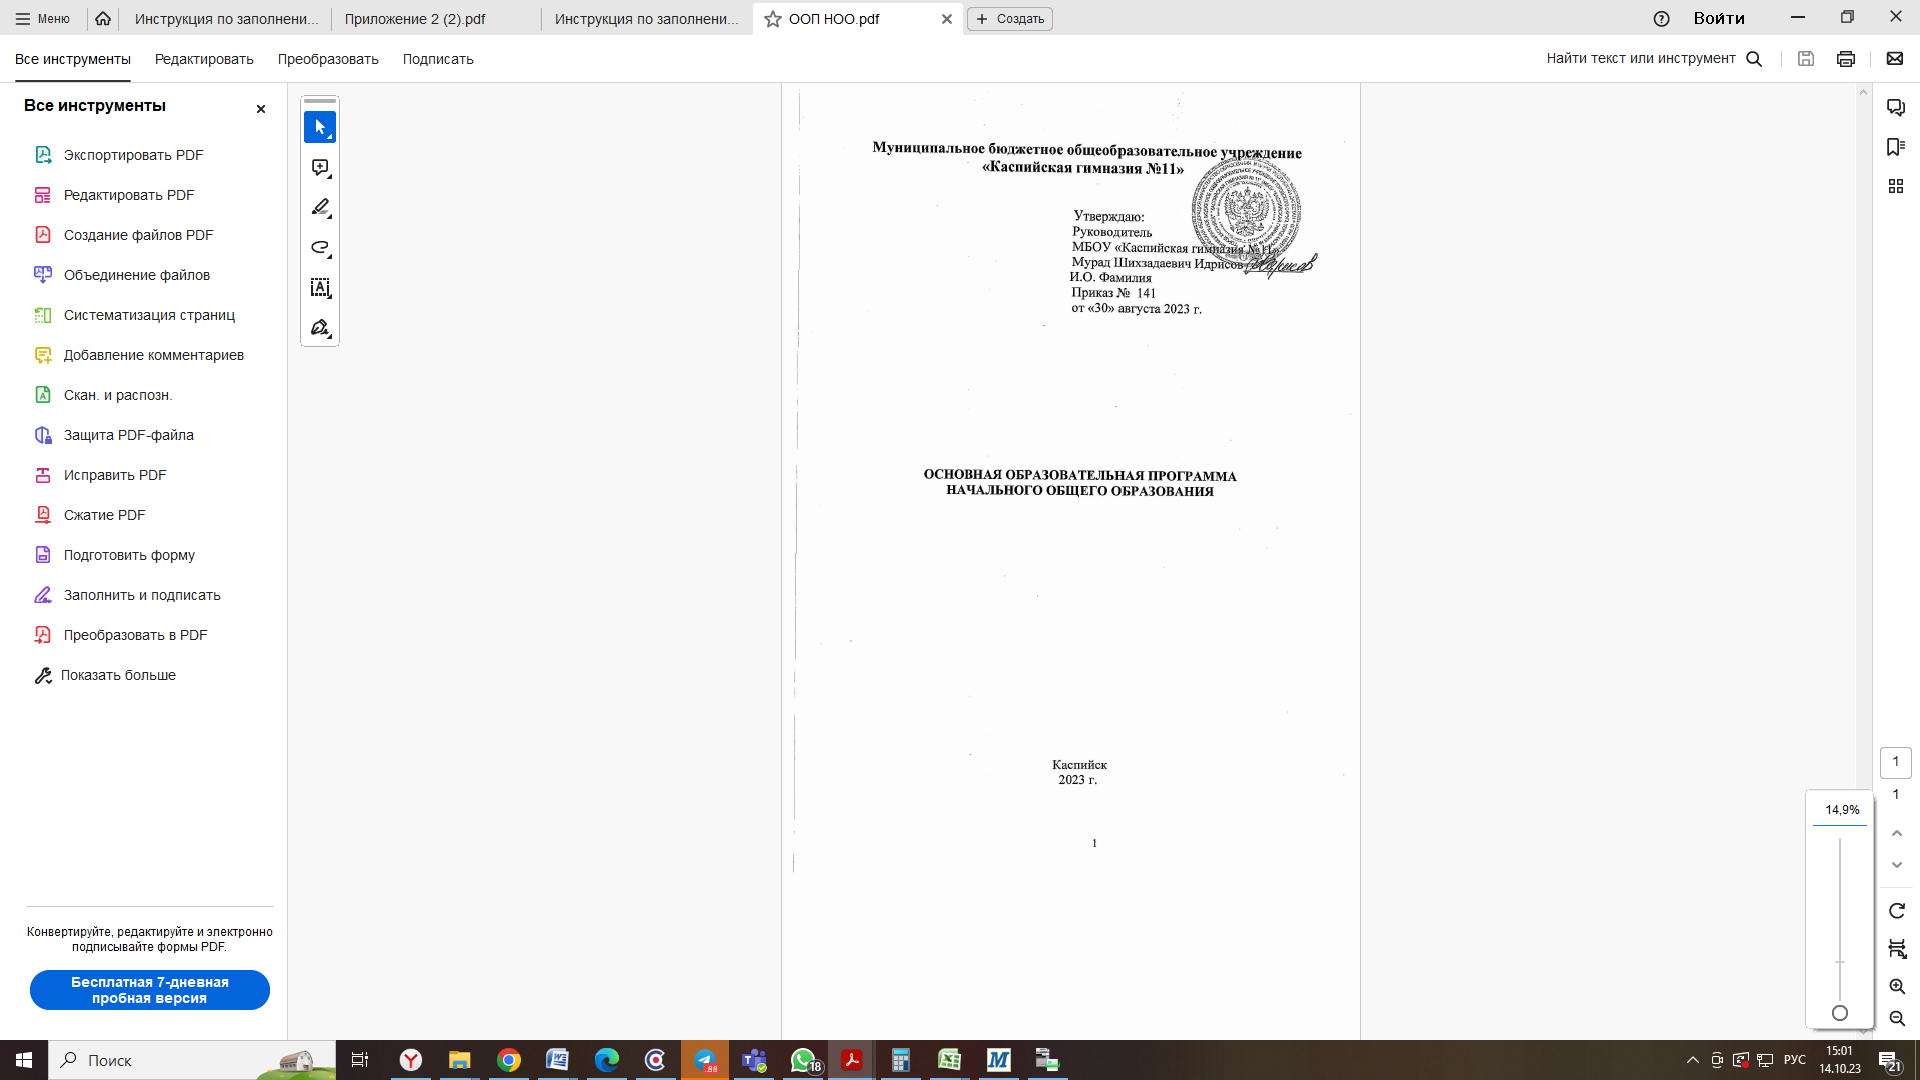 Меню
Инструкция по заполнени...
Приложение 2 (2).pdf
Инструкция по заполнени...
ООП НОО.pdf
Создать
Войти
Все инструменты
Редактировать
Преобразовать
Подписать
Найти текст или инструмент
Все инструменты
Экспортировать PDF
Редактировать PDF
Создание файлов PDF
Объединение файлов
Систематизация страниц
Добавление комментариев
Скан. и распозн.
Защита PDF-файла
Исправить PDF
Сжатие PDF
Подготовить форму
Заполнить и подписать
Преобразовать в PDF
Показать больше
Конвертируйте, редактируйте и электронно
подписывайте формы PDF.
Бесплатная 7-дневная
пробная версия
Муниципальное бюджетное общеобразовательное учреждение
«Каспийская гимназия №11»
Утверждаю:
Руководитель
МБОУ «Каспийская гимназия №11»
Мурад Шихзадаевич Идрисов
И.О. Фамилия
Приказ № 141
от «30» августа 2023 г.
ОСНОВНАЯ ОБРАЗОВАТЕЛЬНАЯ ПРОГРАММА
НАЧАЛЬНОГО ОБЩЕГО ОБРАЗОВАНИЯ
Каспийск
2023 г.
1
1
1
14,9%
Поиск
.88
18
РУС
15:01
14.10.23
21